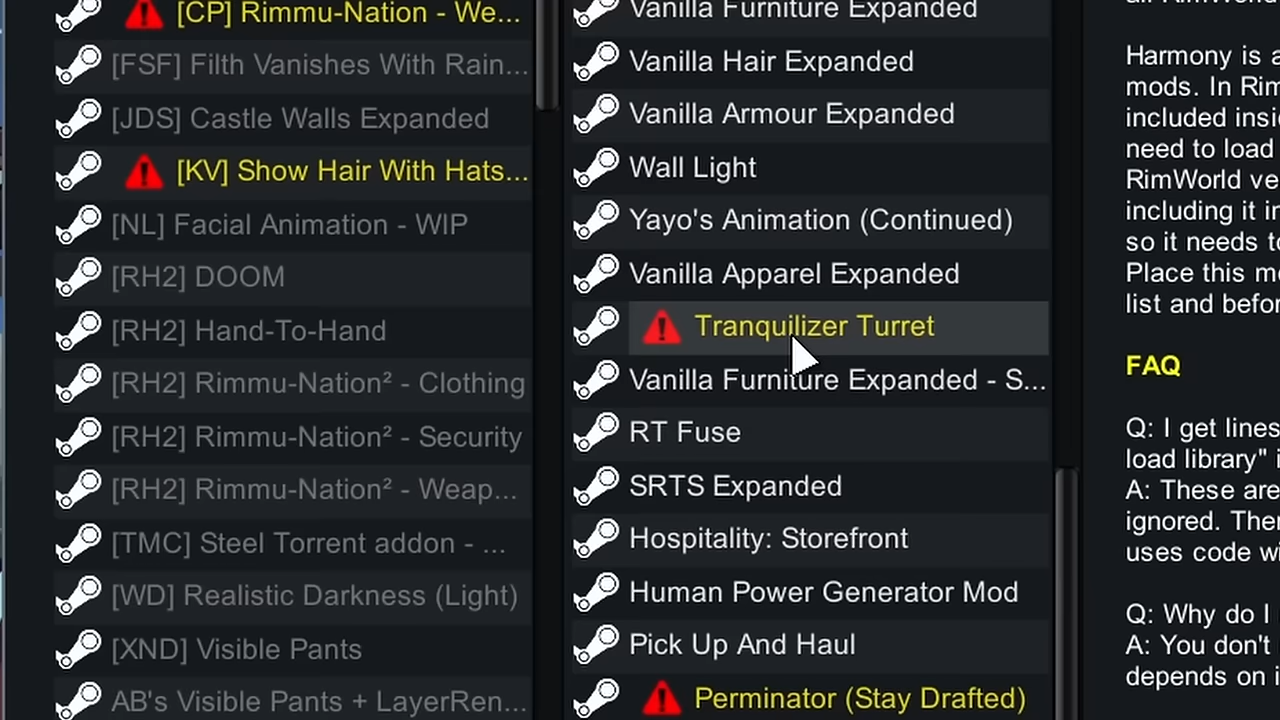 [CP] Rimmu-Nation - We...
[FSF] Filth Vanishes With Rain...
[JDS] Castle Walls Expanded
[KV] Show Hair With Hats...
[NL] Facial Animation - WIP
[RH2] DOOM
[RH2] Hand-To-Hand
[RH2] Rimmu-Nation² - Clothing
[RH2] Rimmu-Nation² - Security
[RH2] Rimmu-Nation² - Weap...
[TMC] Steel Torrent addon - ...
[WD] Realistic Darkness (Light)
[XND] Visible Pants
AB's Visible Pants + LayerRen...
Vanilla Furniture Expanded
Vanilla Hair Expanded
Vanilla Armour Expanded
Wall Light
Yayo's Animation (Continued)
Vanilla Apparel Expanded
Tranquilizer Turret
Vanilla Furniture Expanded - S...
RT Fuse
SRTS Expanded
Hospitality: Storefront
Human Power Generator Mod
Pick Up And Haul
Perminator (Stay Drafted)
Harmony is a
mods. In Rim
included insi
need to load
RimWorld ve
including it in
so it needs to
Place this m
list and befor
FAQ
Q: I get lines
load library" i
A: These are
ignored. Ther
uses code wi
Q: Why do I
A: You don't
depends on i